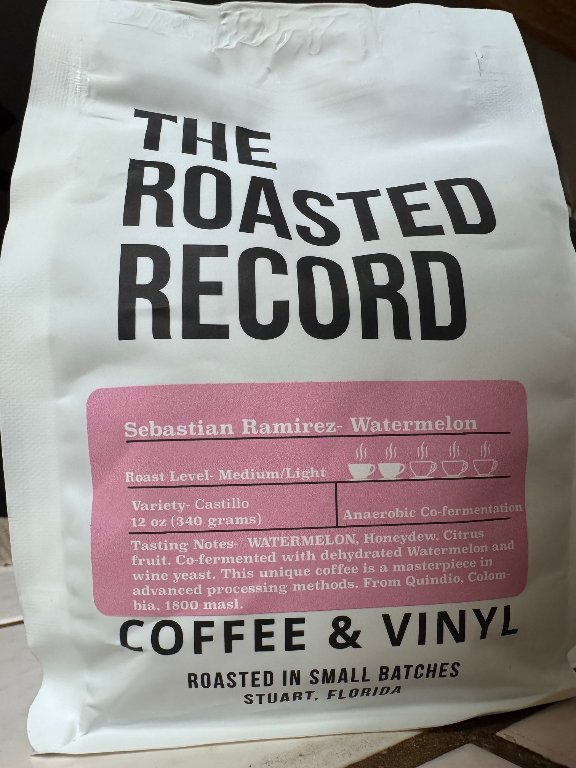 THE
ROASTED
RECORD
Sebastian Ramirez- Watermelon
Roast Level- Medium/Light
Variety- Castillo
12 oz (340 grams)
Anaerobic Co-fermentation
Tasting Notes- WATERMELON, Honeydew, Citrus
fruit. Co-fermented with dehydrated Watermelon and
wine yeast. This unique coffee is a masterpiece in
advanced processing methods. From Quindio, Colom-
bia, 1800 masl.
COFFEE & VINYL
ROASTED IN SMALL BATCHES
STUART, FLORIDA